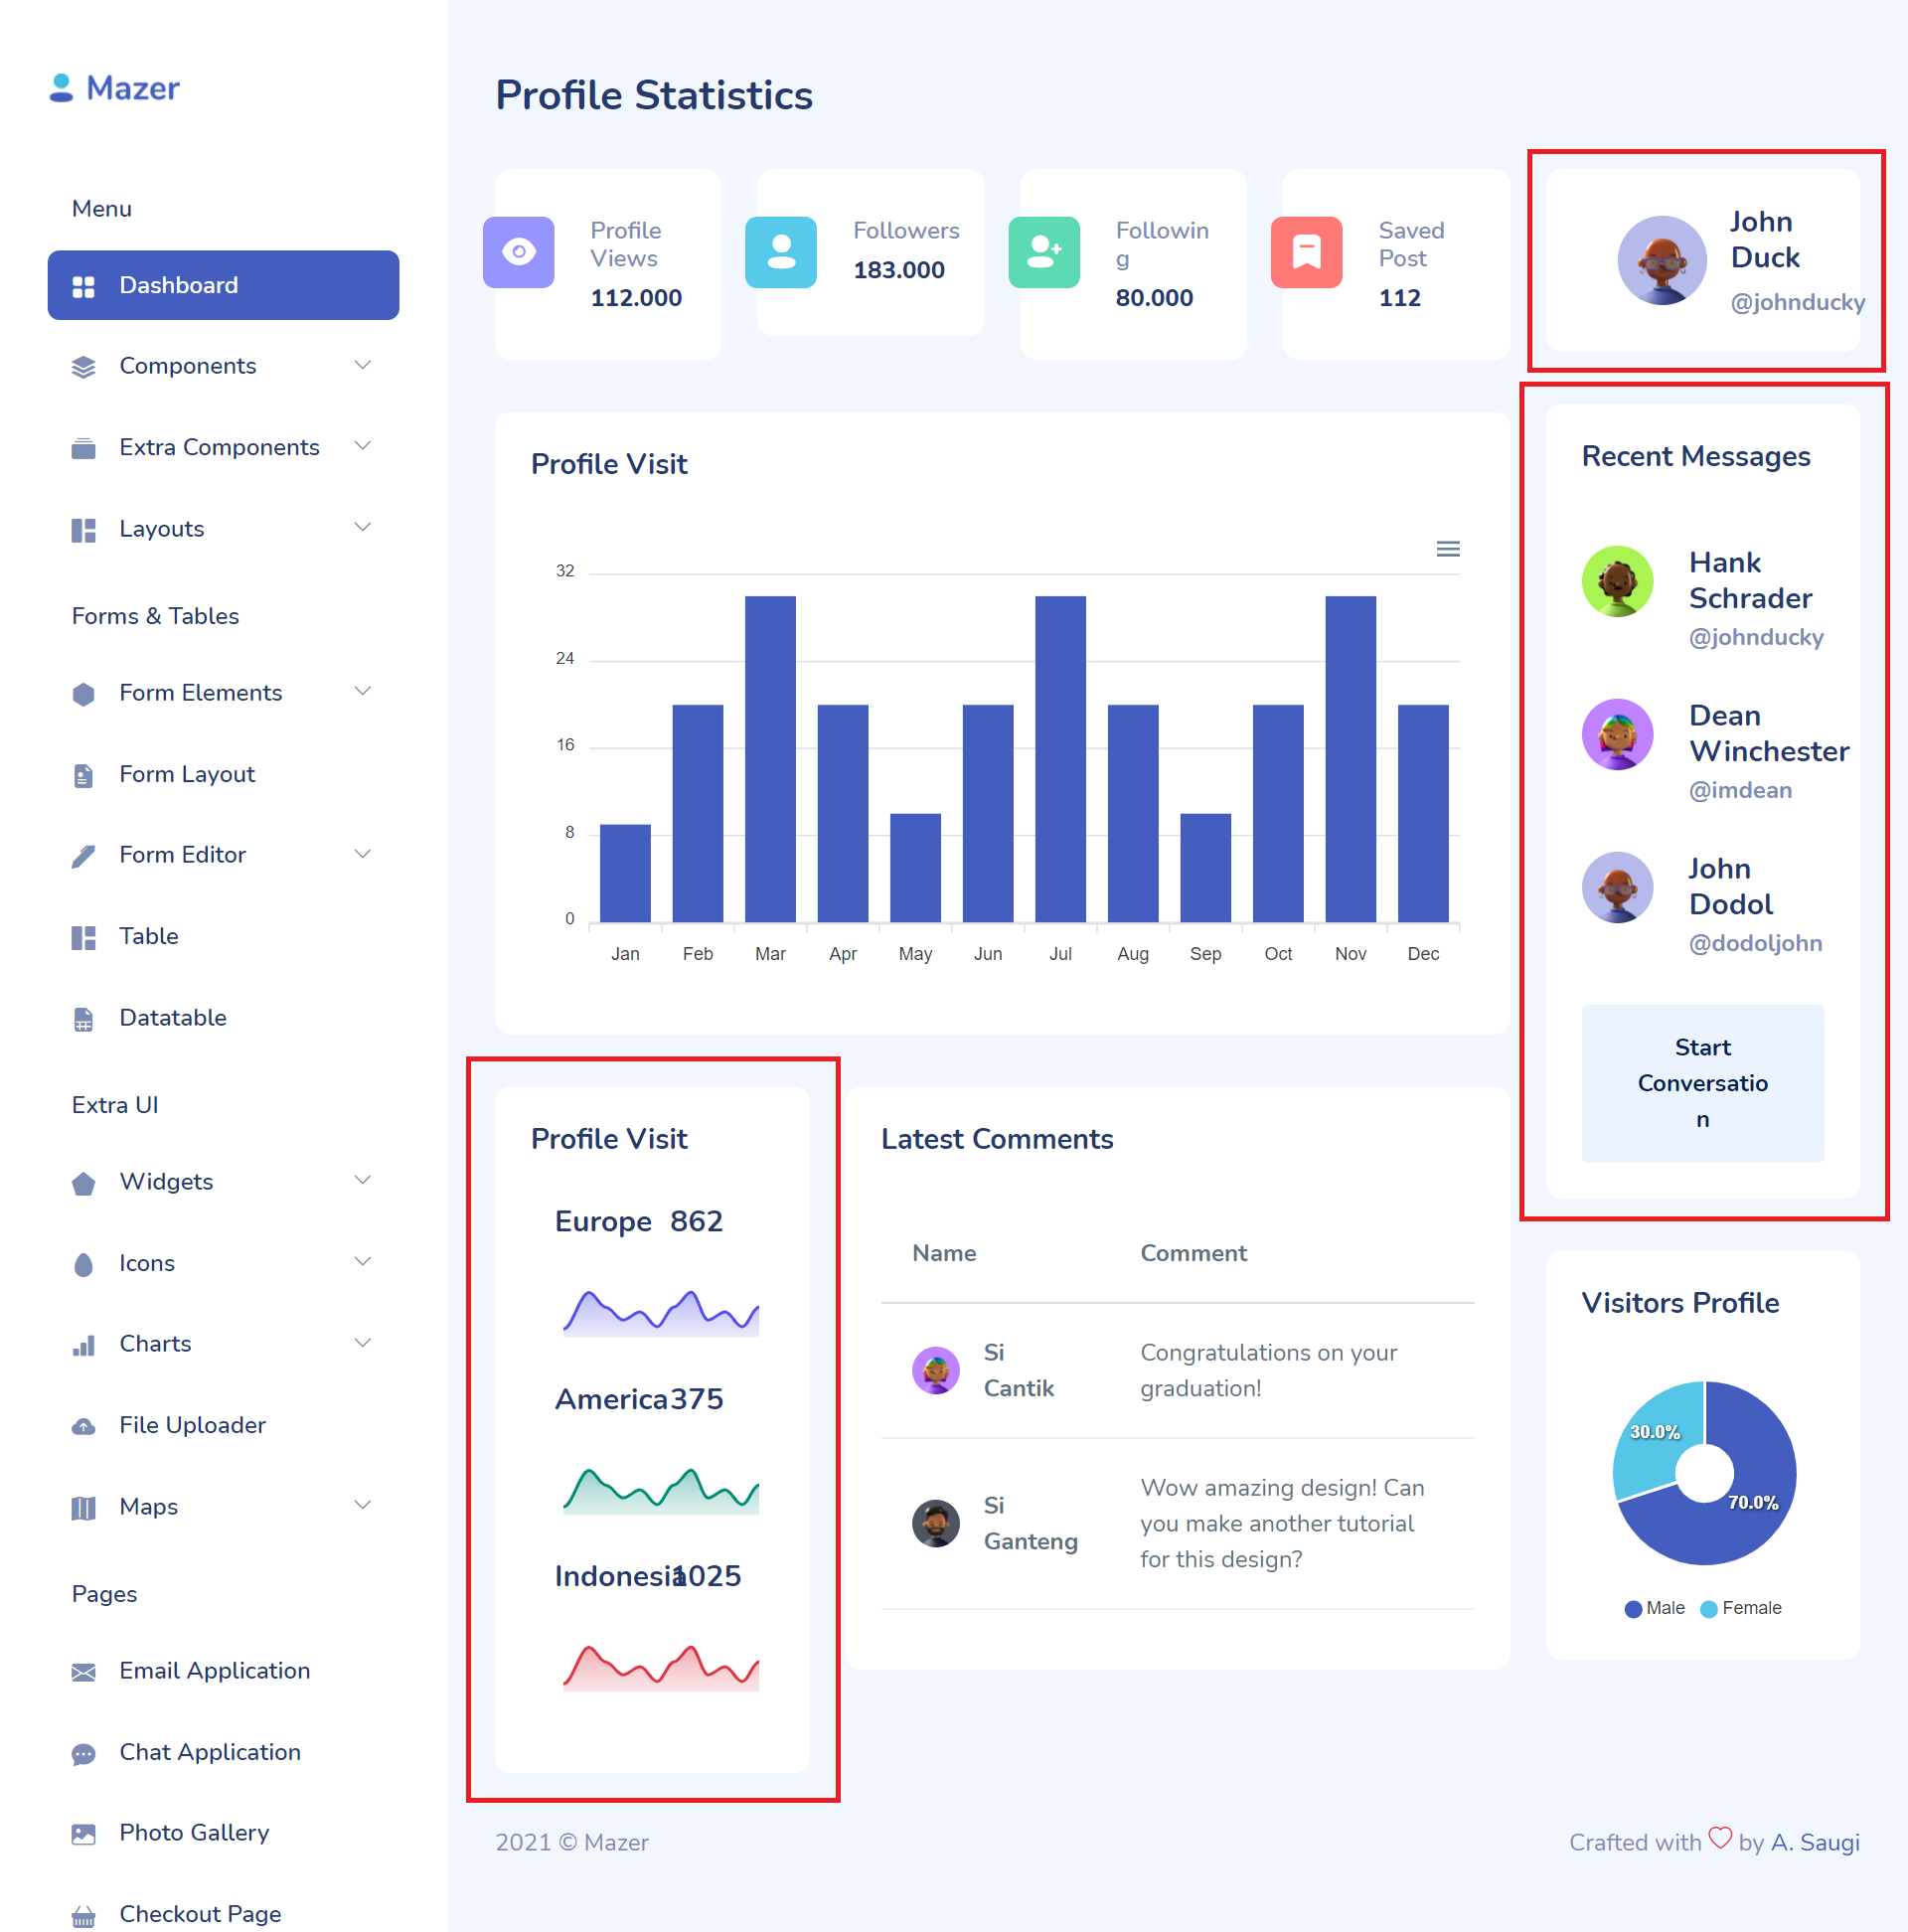 Mazer
Menu
Dashboard
Components
Extra Components
Layouts
Forms & Tables
Form Elements
Form Layout
Form Editor
Table
Datatable
Extra UI
Widgets
Icons
Charts
File Uploader
Maps
Pages
Email Application
Chat Application
Photo Gallery
Checkout Page
Profile Statistics
Profile
Views
112.000
Followers
183.000
Followin
g
80.000
Saved
Post
112
John
Duck
@johnducky
Profile Visit
32
24
16
8
0
Jan Feb Mar Apr May Jun Jul Aug Sep Oct Nov Dec
Recent Messages
Hank
Schrader
@johnducky
Dean
Winchester
@imdean
John
Dodol
@dodoljohn
Start
Conversatio
n
Profile Visit
Europe 862
America 375
Indonesia 1025
Latest Comments
Name Comment
Si
Cantik
Congratulations on your
graduation!
Si
Ganteng
Wow amazing design! Can
you make another tutorial
for this design?
Visitors Profile
30.0%
70.0%
Male Female
2021 © Mazer
Crafted with by A. Saugi